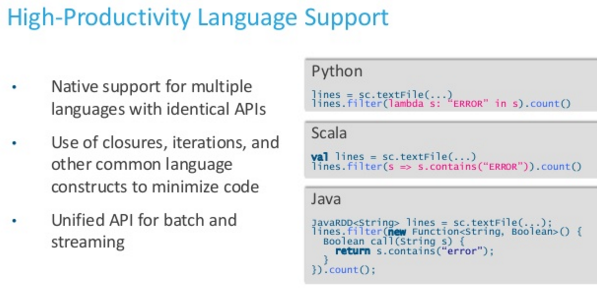 High-Productivity Language Support
• Native support for multiple
languages with identical APIs
• Use of closures, iterations, and
other common language
constructs to minimize code
• Unified API for batch and
streaming
Python
lines = sc.textFile(...)
lines.filter(lambda s: “ERROR” in s).count()
Scala
val lines = sc.textFile(...)
lines.filter(s => s.contains(“ERROR”)).count()
Java
JavaRDD<String> lines = sc.textFile(...);
lines.filter(new Function<String, Boolean>() {
Boolean call(String s) {
return s.contains(“error”);
}
}).count();